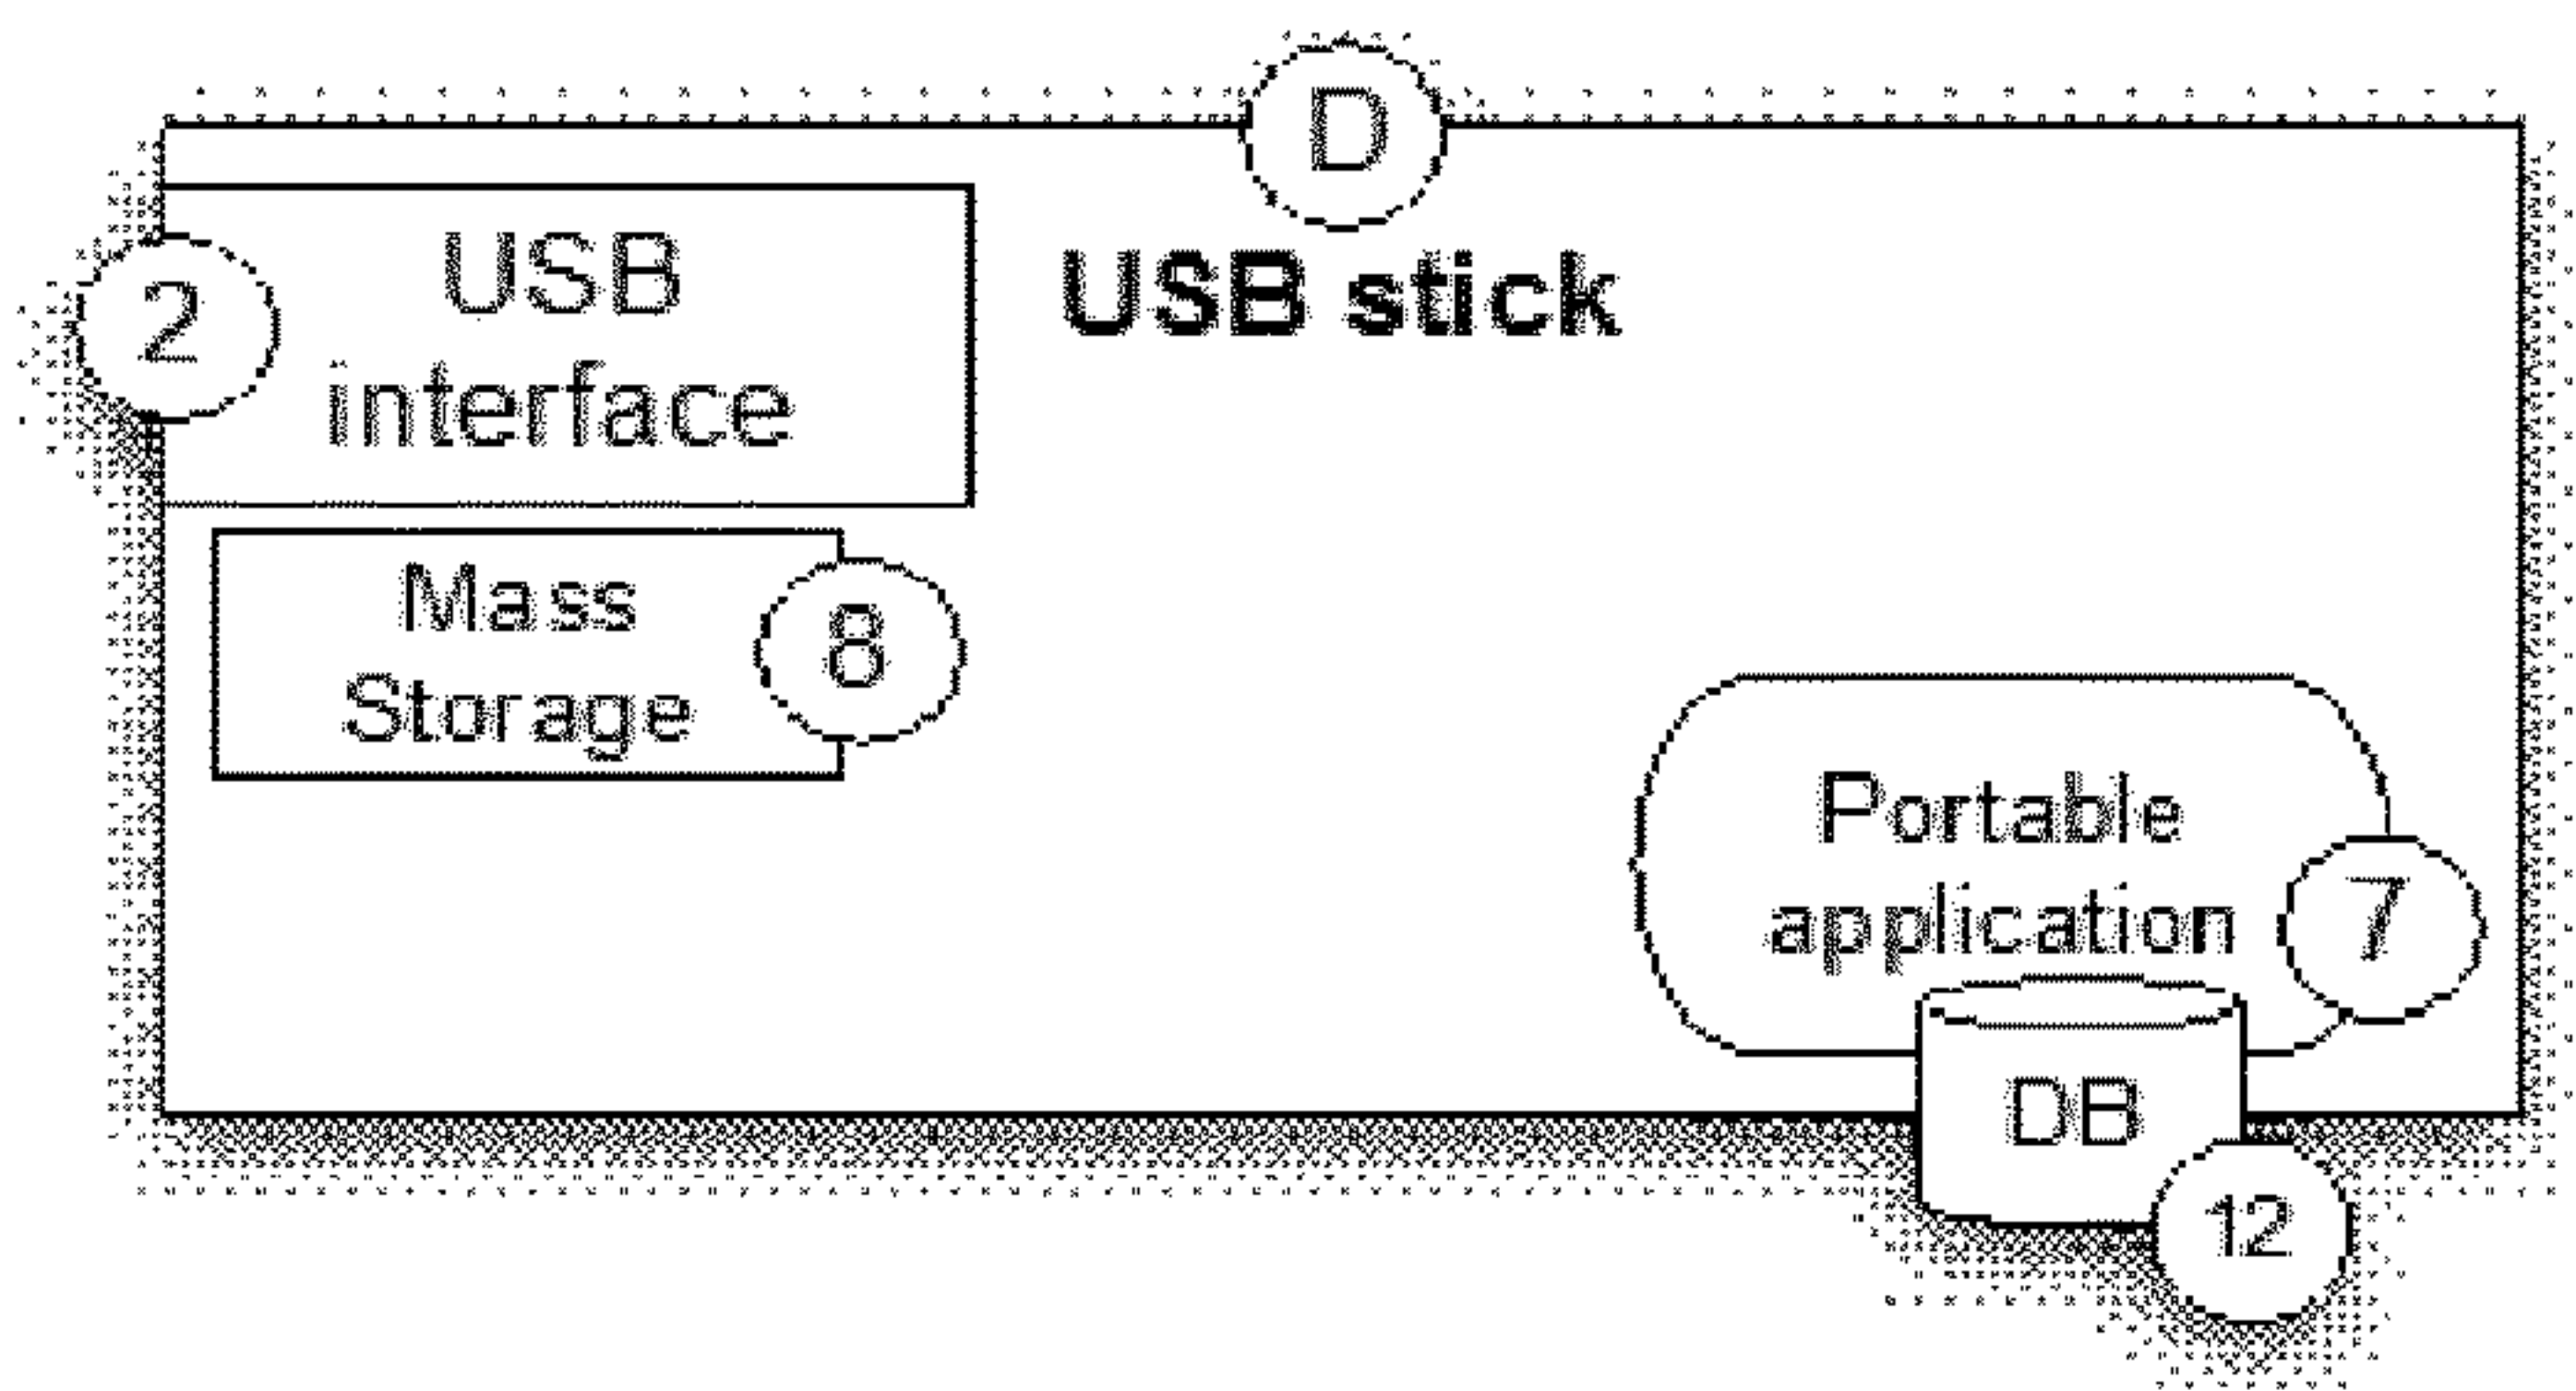 D
USB stick
2
USB
interface
Mass
Storage
8
Portable
application
7
DB
12